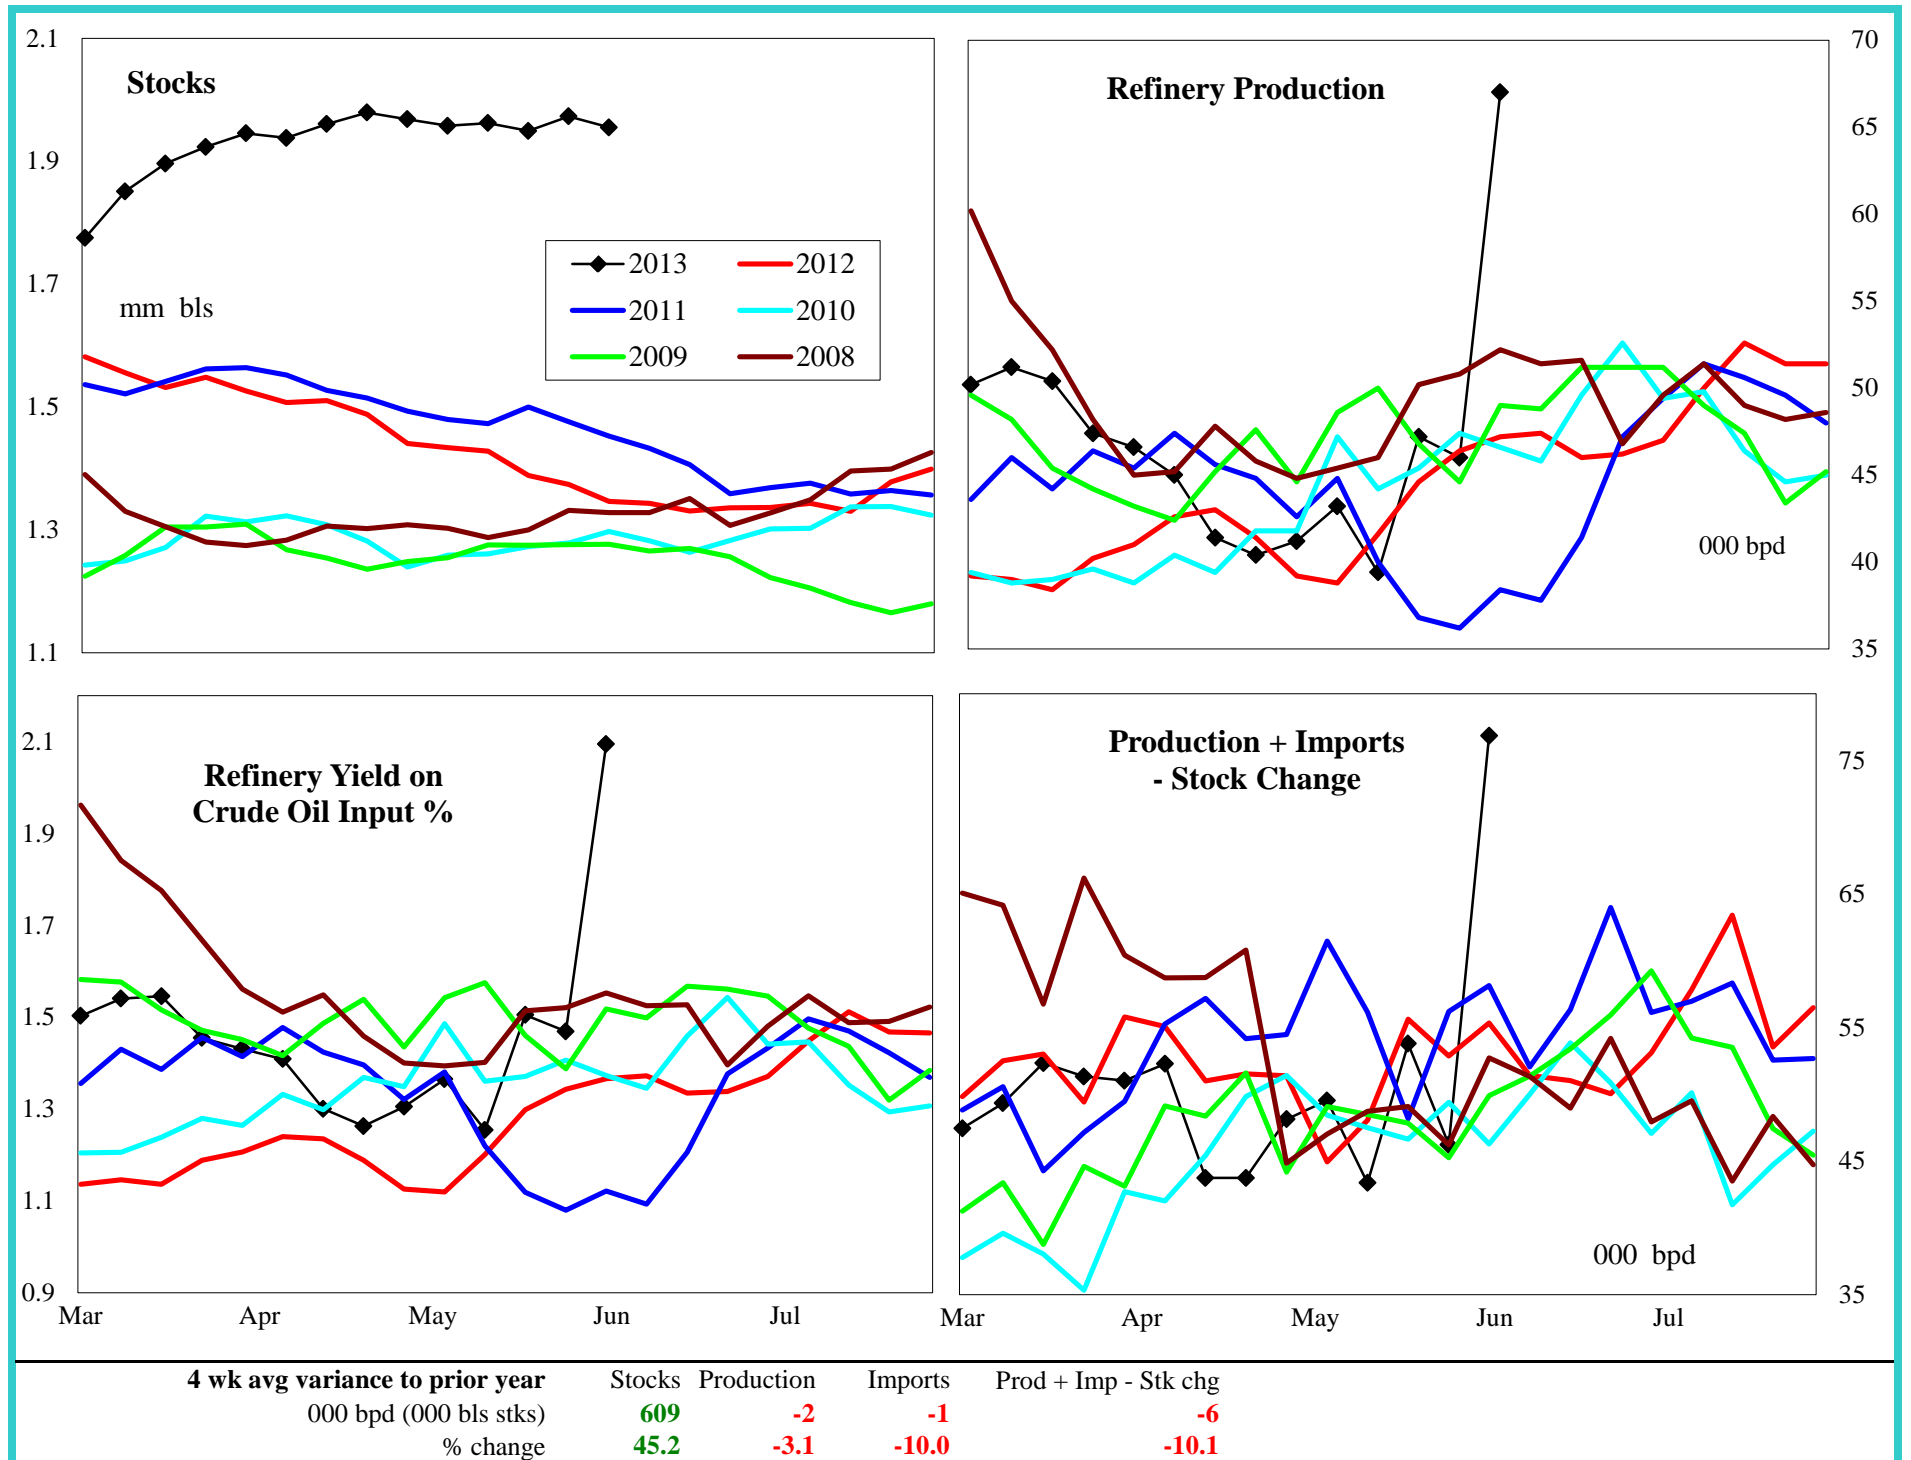 Stocks
2.1
1.9
1.7
1.5
1.3
1.1
mm bls
2013 2012
2011 2010
2009 2008
Refinery Production
70
65
60
55
50
45
40
35
000 bpd
Refinery Yield on
Crude Oil Input %
2.1
1.9
1.7
1.5
1.3
1.1
0.9
Mar Apr May Jun Jul
Production + Imports
- Stock Change
75
65
55
45
35
000 bpd
Mar Apr May Jun Jul
4 wk avg variance to prior year Stocks Production Imports Prod + Imp - Stk chg
000 bpd (000 bls stks) 609 -2 -1 -6
% change 45.2 -3.1 -10.0 -10.1